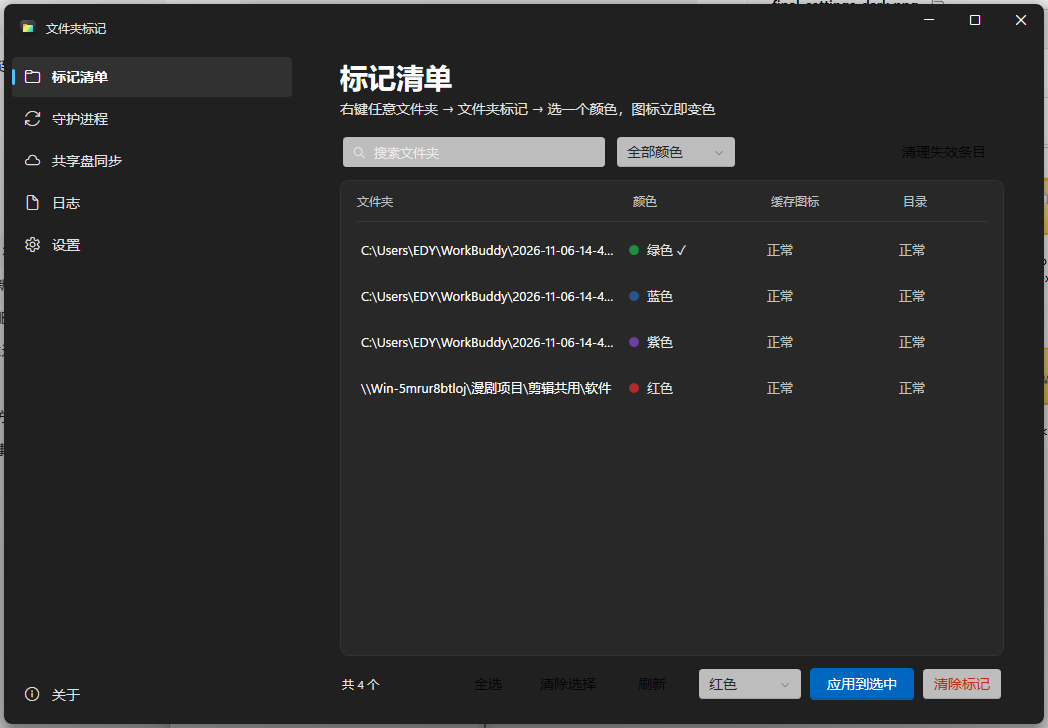 final-settings-dark.png
文件夹标记
标记清单
守护进程
共享盘同步
日志
设置
关于
标记清单
右键任意文件夹 → 文件夹标记 → 选一个颜色，图标立即变色
搜索文件夹 全部颜色 清理失效条目
文件夹 颜色 缓存图标 目录
C:\Users\EDY\WorkBuddy\2026-11-06-14-4... 绿色 ✓ 正常 正常
C:\Users\EDY\WorkBuddy\2026-11-06-14-4... 蓝色 正常 正常
C:\Users\EDY\WorkBuddy\2026-11-06-14-4... 紫色 正常 正常
\\Win-5mrur8btloj\漫剧项目\剪辑共用\软件 红色 正常 正常
共 4 个 全选 清除选择 刷新 红色 应用到选中 清除标记